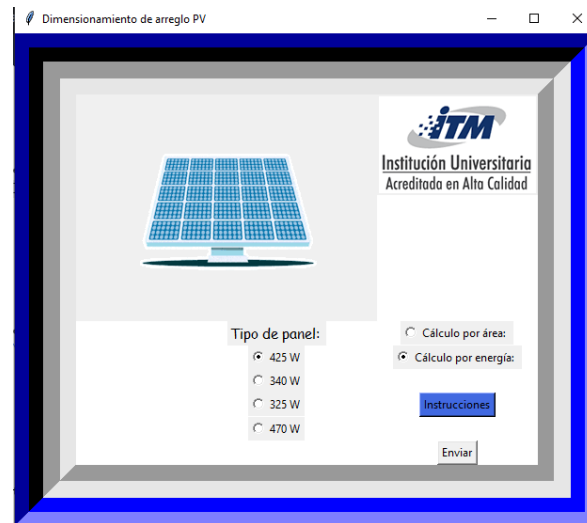 Dimensionamiento de arreglo PV
iTM
Institución Universitaria
Acreditada en Alta Calidad
Tipo de panel:
425 W
340 W
325 W
470 W
Cálculo por área:
Cálculo por energía:
Instrucciones
Enviar